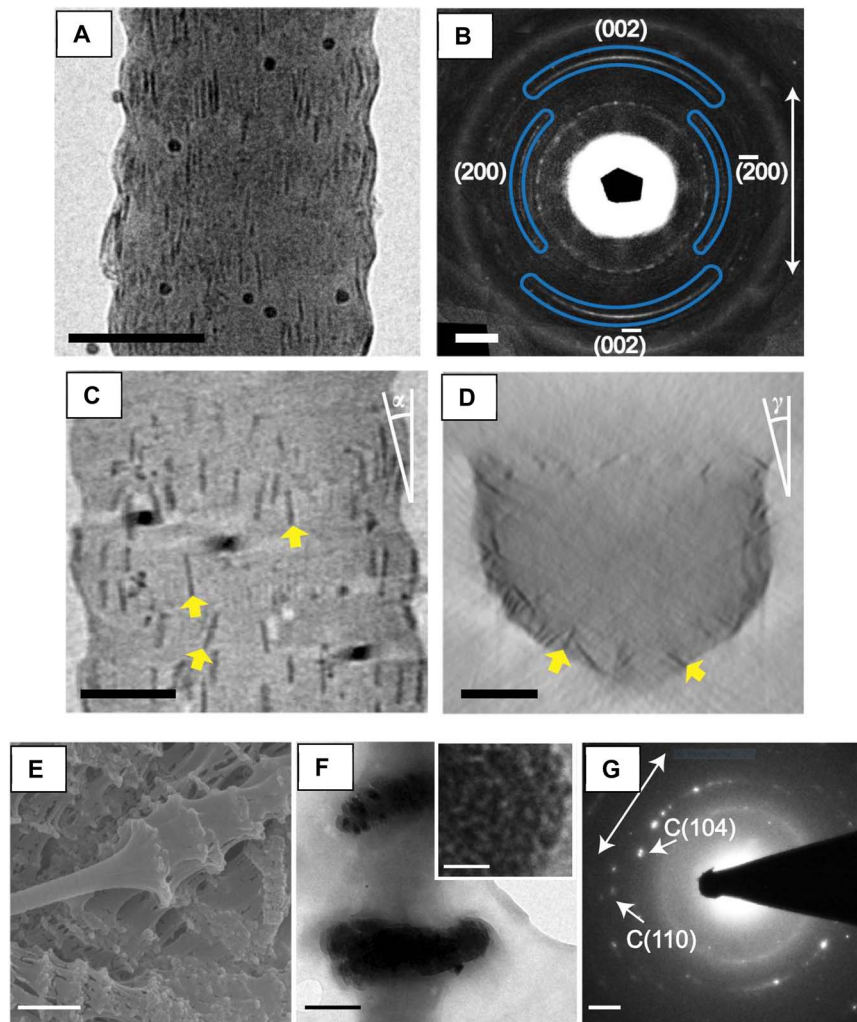 A
B
(002)
(200)
(2̅00)
(002̅)
C
α
D
γ
E
F
G
C(104)
C(110)